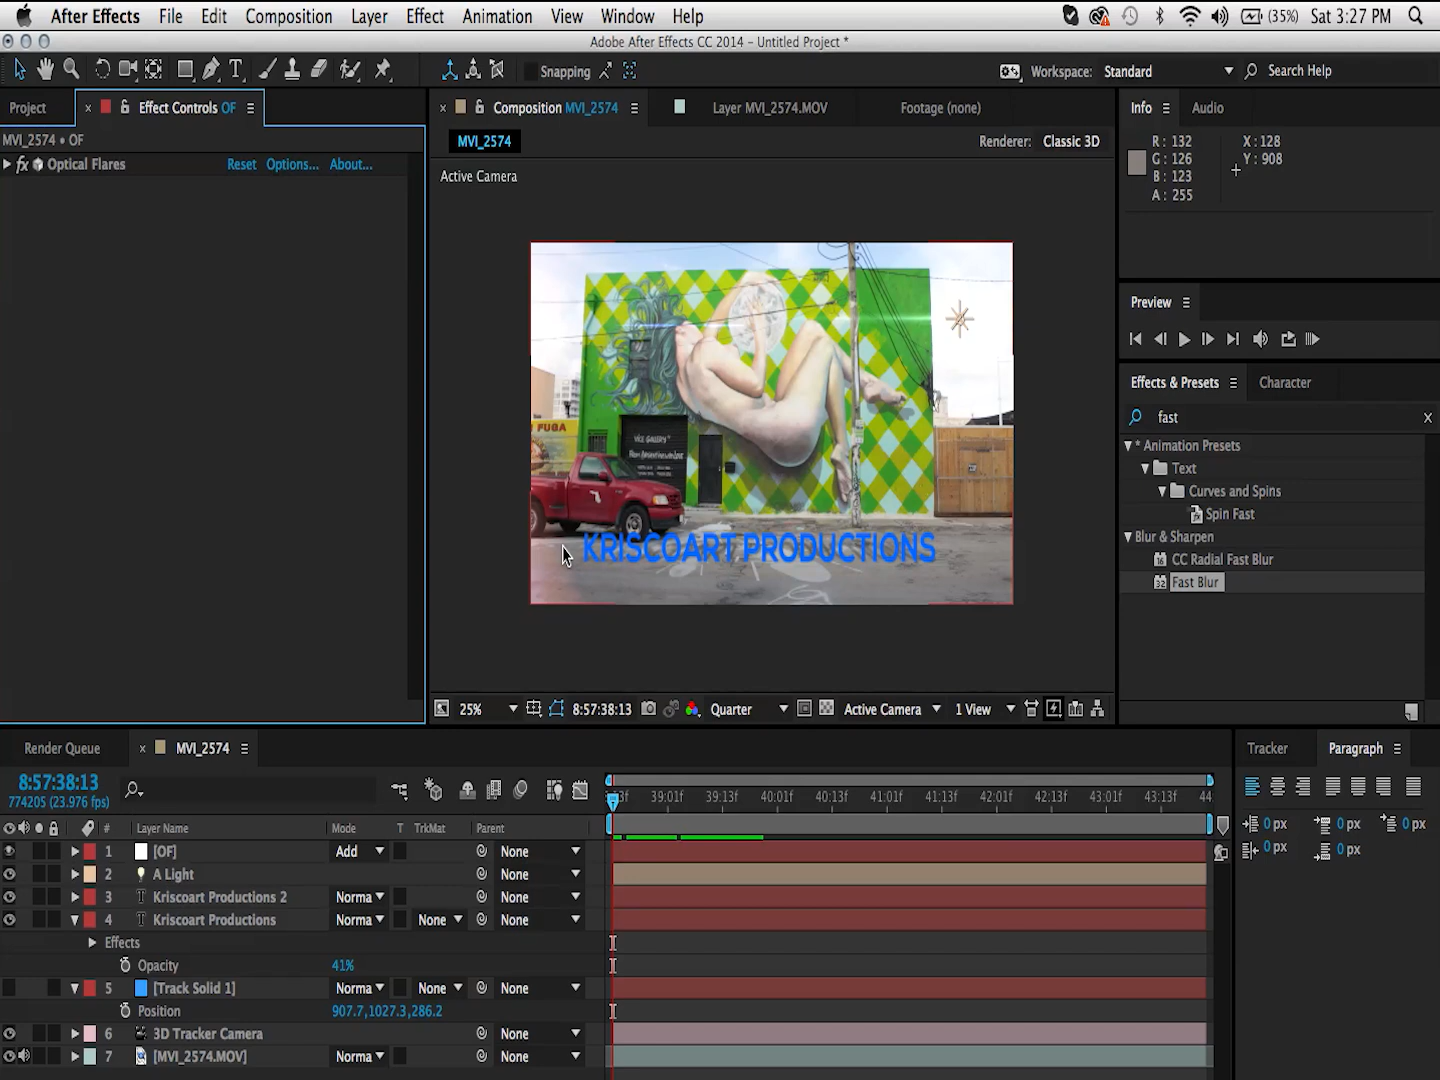 After Effects File Edit Composition Layer Effect Animation View Window Help (35%) Sat 3:27 PM
Adobe After Effects CC 2014 – Untitled Project *
Snapping Workspace: Standard Search Help
Project × Effect Controls OF × Composition MVI_2574 Layer MVI_2574.MOV Footage (none) Info Audio
MVI_2574 • OF
fx Optical Flares Reset Options... About...
MVI_2574 Renderer: Classic 3D
Active Camera
R: 132 X: 128
G: 126 Y: 908
B: 123
A: 255
Preview
Effects & Presets Character
fast x
* Animation Presets
Text
Curves and Spins
Spin Fast
Blur & Sharpen
CC Radial Fast Blur
Fast Blur
FUGA
VICE GALLERY
KRISCOART PRODUCTIONS
25% 8:57:38:13 Quarter Active Camera 1 View
Render Queue × MVI_2574 Tracker Paragraph
8:57:38:13
774205 (23.976 fps)
39:01f 39:13f 40:01f 40:13f 41:01f 41:13f 42:01f 42:13f 43:01f 43:13f 44
0 px 0 px 0 px
0 px 0 px
# Layer Name Mode T TrkMat Parent
1 [OF] Add None
2 A Light None
3 Kriscoart Productions 2 Norma None
4 Kriscoart Productions Norma None None
Effects
Opacity 41%
5 [Track Solid 1] Norma None None
Position 907.7,1027.3,286.2
6 3D Tracker Camera None
7 [MVI_2574.MOV] Norma None